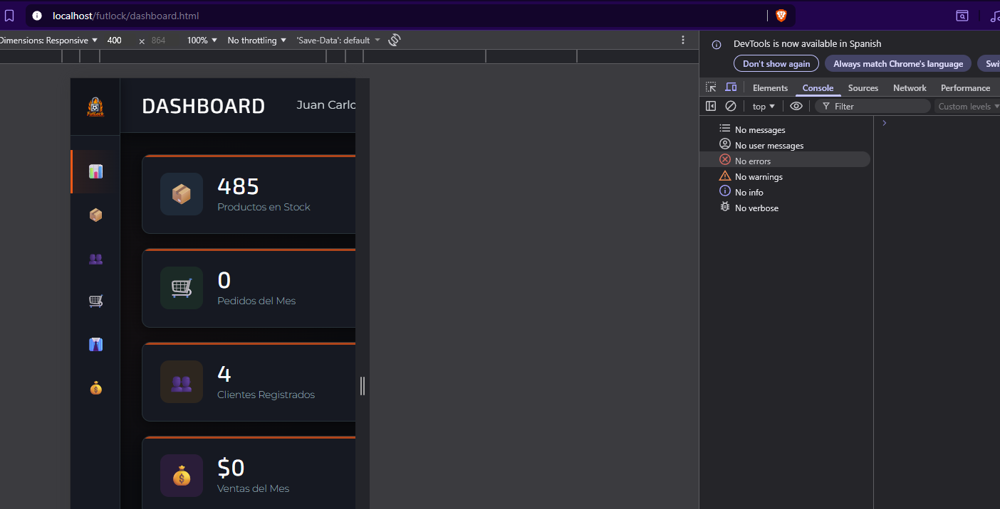 localhost/futlock/dashboard.html
Dimensions: Responsive 400 × 864 100% No throttling 'Save-Data': default
DevTools is now available in Spanish
Don't show again Always match Chrome's language Swi
Elements Console Sources Network Performance
top Filter Custom levels
No messages
No user messages
No errors
No warnings
No info
No verbose
FutLock
DASHBOARD Juan Carlo
485
Productos en Stock
0
Pedidos del Mes
4
Clientes Registrados
$0
Ventas del Mes